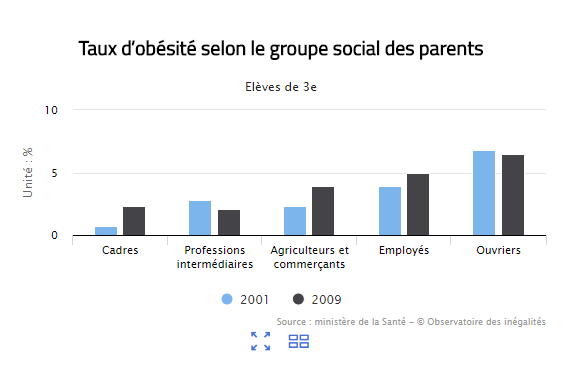 Taux d’obésité selon le groupe social des parents
Elèves de 3e
10
5
0
Unité : %
Cadres
Professions
intermédiaires
Agriculteurs et
commerçants
Employés
Ouvriers
2001
2009
Source : ministère de la Santé – © Observatoire des inégalités